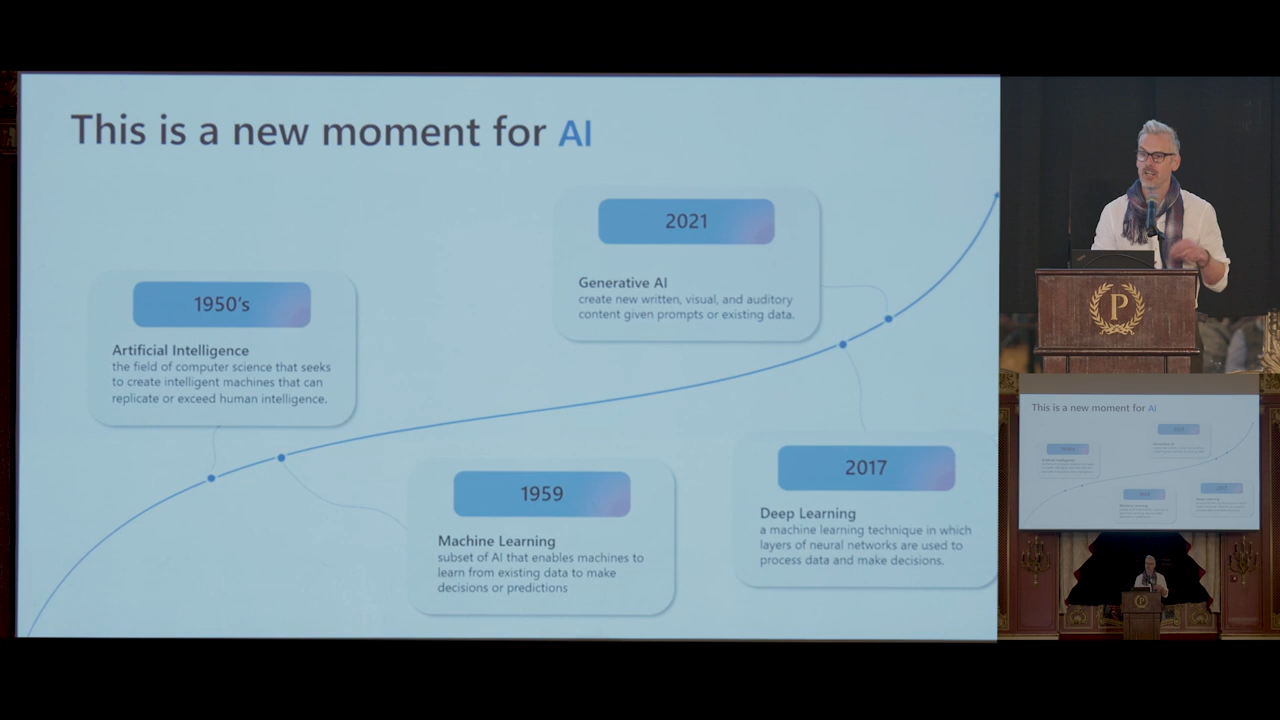 This is a new moment for AI
1950's
Artificial Intelligence
the field of computer science that seeks
to create intelligent machines that can
replicate or exceed human intelligence.
1959
Machine Learning
subset of AI that enables machines to
learn from existing data to make
decisions or predictions
2021
Generative AI
create new written, visual, and auditory
content given prompts or existing data.
2017
Deep Learning
a machine learning technique in which
layers of neural networks are used to
process data and make decisions.
P
This is a new moment for AI
P